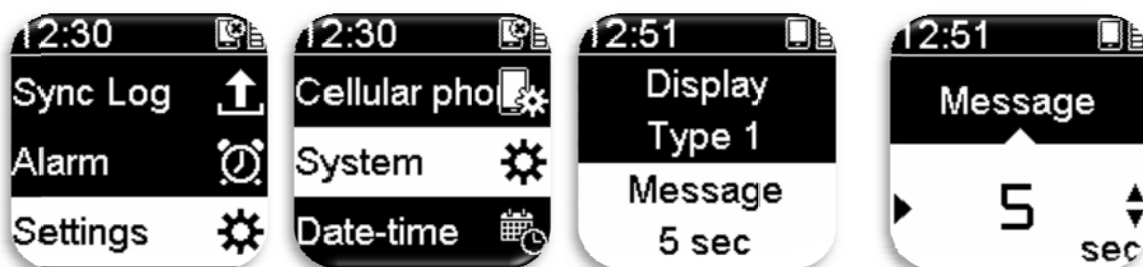 12:30
Sync Log
Alarm
Settings
12:30
Cellular pho
System
Date-time
12:51
Display
Type 1
Message
5 sec
12:51
Message
5
sec